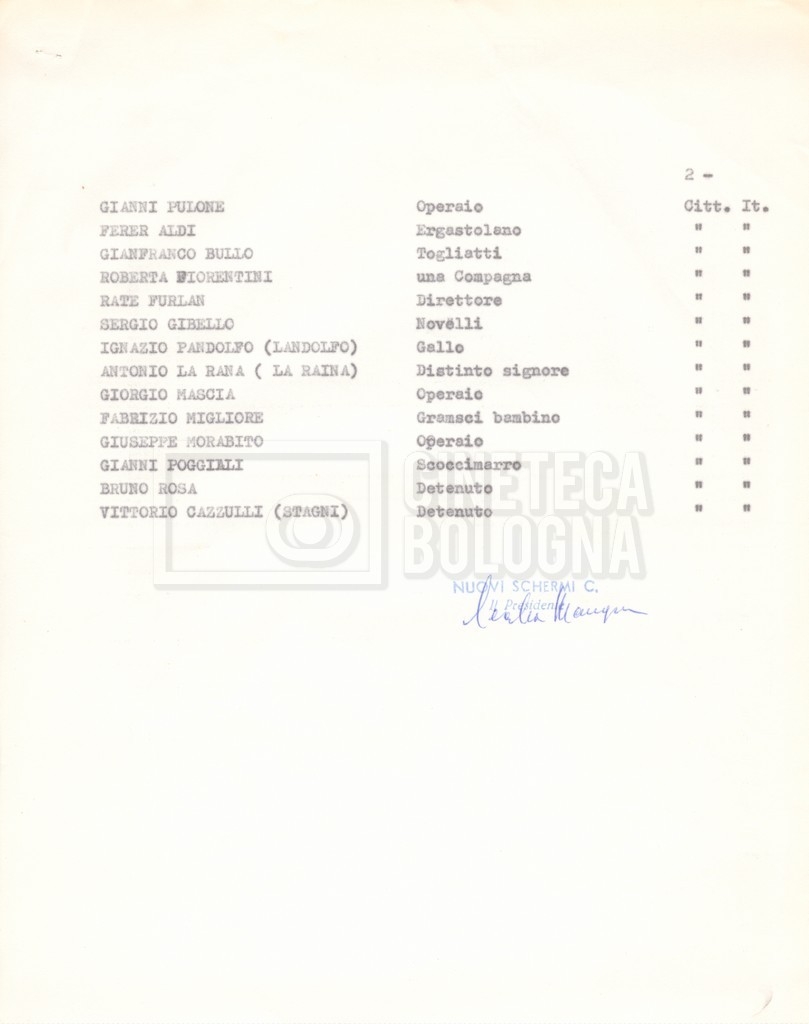 2 -
GIANNI PULONE Operaio Citt. It.
FERER ALDI Ergastolano " "
GIANFRANCO BULLO Togliatti " "
ROBERTA FIORENTINI una Compagna " "
RATE FURLAN Direttore " "
SERGIO GIBELLO Novelli " "
IGNAZIO PANDOLFO (LANDOLFO) Gallo " "
ANTONIO LA RANA ( LA RAINA) Distinto signore " "
GIORGIO MASCIA Operaio " "
FABRIZIO MIGLIORE Gramsci bambino " "
GIUSEPPE MORABITO Operaio " "
GIANNI POGGIALI Scoccimarro " "
BRUNO ROSA Detenuto " "
VITTORIO CAZZULLI (STAGNI) Detenuto " "
CINETECA
BOLOGNA
NUOVI SCHERMI C.
Il Presidente